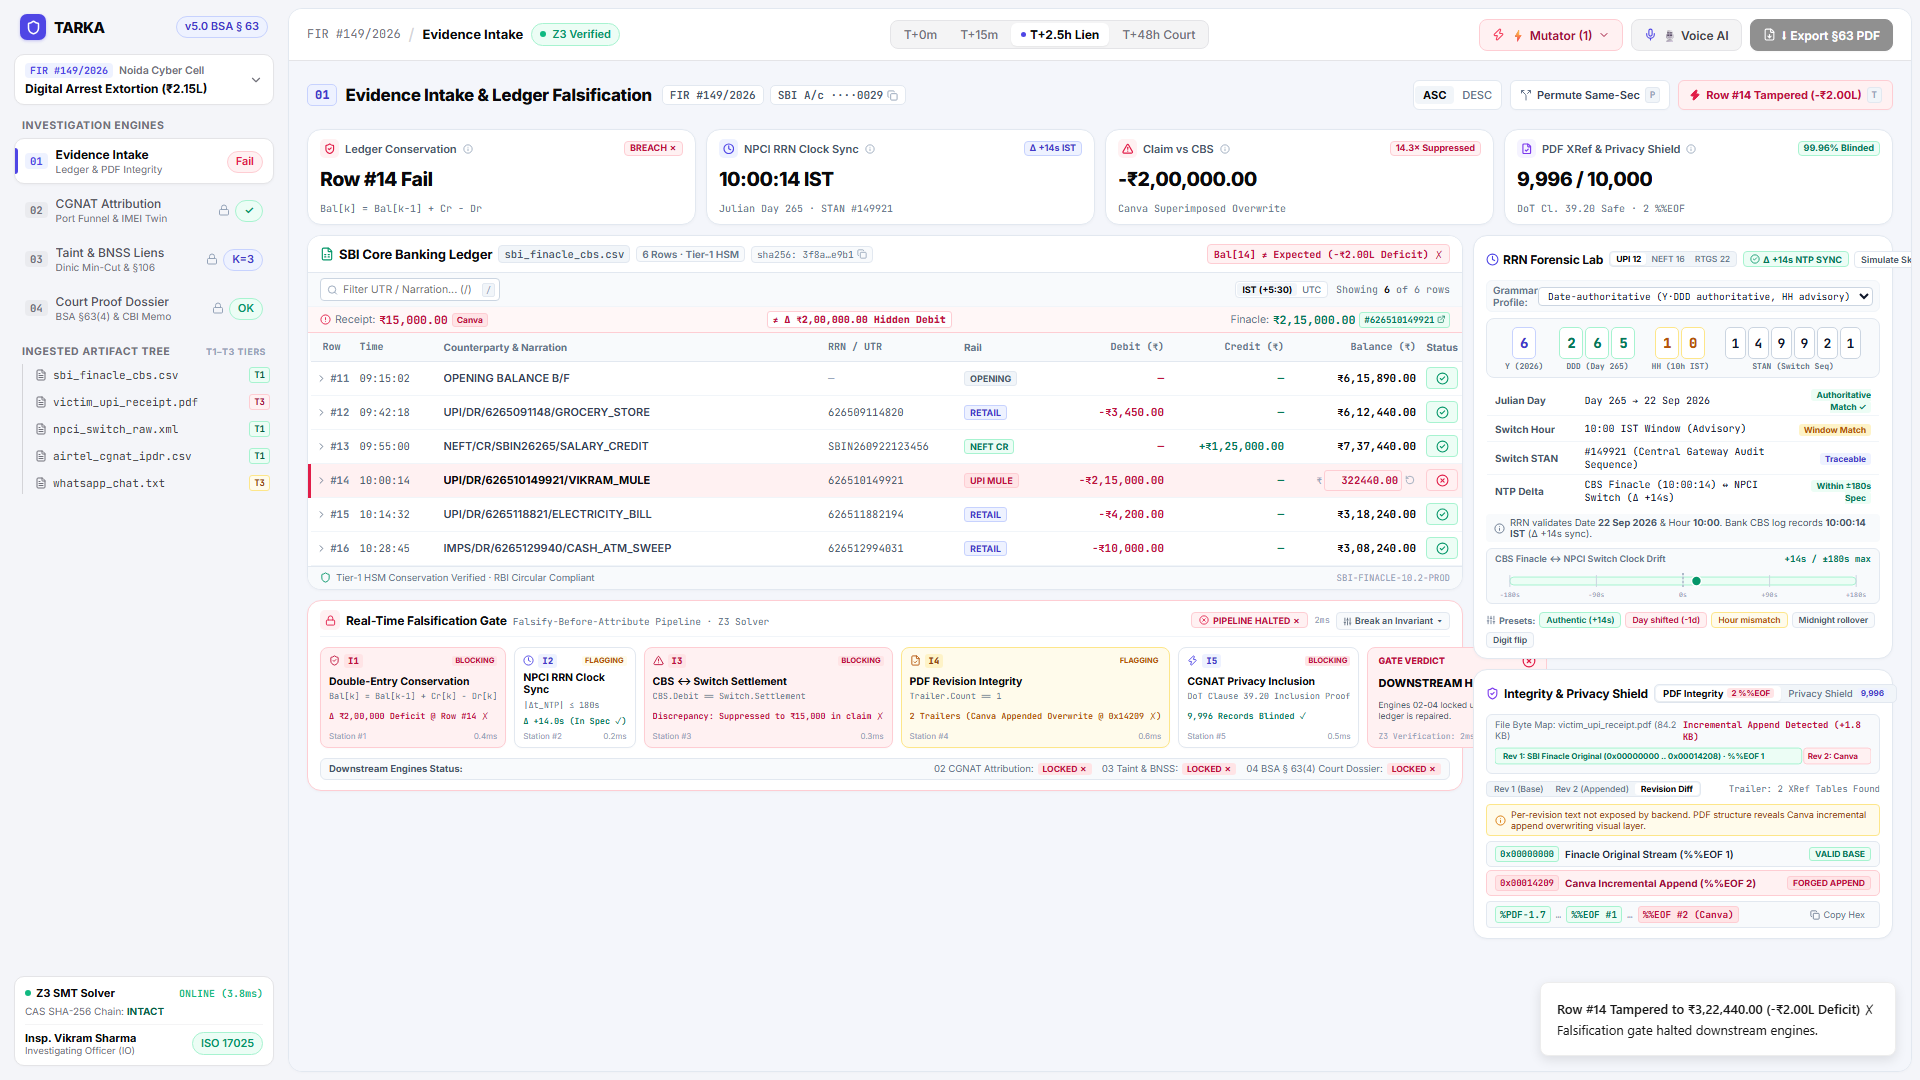 TARKA
v5.0 BSA § 63
FIR #149/2026 Noida Cyber Cell
Digital Arrest Extortion (₹2.15L)
INVESTIGATION ENGINES
01 Evidence Intake Fail
Ledger & PDF Integrity
02 CGNAT Attribution
Port Funnel & IMEI Twin
03 Taint & BNSS Liens K=3
Dinic Min-Cut & §106
04 Court Proof Dossier OK
BSA §63(4) & CBI Memo
INGESTED ARTIFACT TREE T1–T3 TIERS
sbi_finacle_cbs.csv T1
victim_upi_receipt.pdf T3
npci_switch_raw.xml T1
airtel_cgnat_ipdr.csv T1
whatsapp_chat.txt T3
Z3 SMT Solver ONLINE (3.8ms)
CAS SHA-256 Chain: INTACT
Insp. Vikram Sharma
Investigating Officer (IO)
ISO 17025
FIR #149/2026 / Evidence Intake Z3 Verified
T+0m T+15m T+2.5h Lien T+48h Court
Mutator (1) Voice AI Export §63 PDF
01 Evidence Intake & Ledger Falsification FIR #149/2026 SBI A/c ····0029
ASC DESC Permute Same-Sec P Row #14 Tampered (-₹2.00L) T
Ledger Conservation BREACH ×
Row #14 Fail
Bal[k] = Bal[k-1] + Cr - Dr
NPCI RRN Clock Sync Δ +14s IST
10:00:14 IST
Julian Day 265 · STAN #149921
Claim vs CBS 14.3× Suppressed
-₹2,00,000.00
Canva Superimposed Overwrite
PDF XRef & Privacy Shield 99.96% Blinded
9,996 / 10,000
DoT Cl. 39.20 Safe · 2 %%EOF
SBI Core Banking Ledger sbi_finacle_cbs.csv 6 Rows · Tier-1 HSM sha256: 3f8a…e9b1
Bal[14] ≠ Expected (-₹2.00L Deficit) ✗
Filter UTR / Narration... (/) /
IST (+5:30) UTC Showing 6 of 6 rows
Receipt: ₹15,000.00 Canva ≠ Δ ₹2,00,000.00 Hidden Debit Finacle: ₹2,15,000.00 #626510149921
Row Time Counterparty & Narration RRN / UTR Rail Debit (₹) Credit (₹) Balance (₹) Status
#11 09:15:02 OPENING BALANCE B/F — OPENING — — ₹6,15,890.00
#12 09:42:18 UPI/DR/6265091148/GROCERY_STORE 626509114820 RETAIL -₹3,450.00 — ₹6,12,440.00
#13 09:55:00 NEFT/CR/SBIN26265/SALARY_CREDIT SBIN260922123456 NEFT CR — +₹1,25,000.00 ₹7,37,440.00
#14 10:00:14 UPI/DR/626510149921/VIKRAM_MULE 626510149921 UPI MULE -₹2,15,000.00 — ₹ 322440.00
#15 10:14:32 UPI/DR/6265118821/ELECTRICITY_BILL 626511882194 RETAIL -₹4,200.00 — ₹3,18,240.00
#16 10:28:45 IMPS/DR/6265129940/CASH_ATM_SWEEP 626512994031 RETAIL -₹10,000.00 — ₹3,08,240.00
Tier-1 HSM Conservation Verified · RBI Circular Compliant SBI-FINACLE-10.2-PROD
Real-Time Falsification Gate Falsify-Before-Attribute Pipeline · Z3 Solver
PIPELINE HALTED × 2ms Break an Invariant
I1 BLOCKING
Double-Entry Conservation
Bal[k] = Bal[k-1] + Cr[k] - Dr[k]
Δ ₹2,00,000 Deficit @ Row #14 ✗
Station #1 0.4ms
I2 FLAGGING
NPCI RRN Clock Sync
|Δt_NTP| ≤ 180s
Δ +14.0s (In Spec ✓)
Station #2 0.2ms
I3 BLOCKING
CBS ↔ Switch Settlement
CBS.Debit == Switch.Settlement
Discrepancy: Suppressed to ₹15,000 in claim ✗
Station #3 0.3ms
I4 FLAGGING
PDF Revision Integrity
Trailer.Count == 1
2 Trailers (Canva Appended Overwrite @ 0x14209 ✗)
Station #4 0.6ms
I5 BLOCKING
CGNAT Privacy Inclusion
DoT Clause 39.20 Inclusion Proof
9,996 Records Blinded ✓
Station #5 0.5ms
GATE VERDICT
DOWNSTREAM H
Engines 02-04 locked u
ledger is repaired.
Z3 Verification: 2ms
Downstream Engines Status: 02 CGNAT Attribution: LOCKED × 03 Taint & BNSS: LOCKED × 04 BSA § 63(4) Court Dossier: LOCKED ×
RRN Forensic Lab UPI 12 NEFT 16 RTGS 22 Δ +14s NTP SYNC Simulate Sk
Grammar Profile: Date-authoritative (Y-DDD authoritative, HH advisory)
6 2 6 5 1 0 1 4 9 9 2 1
Y (2026) DDD (Day 265) HH (10h IST) STAN (Switch Seq)
Julian Day Day 265 → 22 Sep 2026 Authoritative Match ✓
Switch Hour 10:00 IST Window (Advisory) Window Match
Switch STAN #149921 (Central Gateway Audit Sequence) Traceable
NTP Delta CBS Finacle (10:00:14) ↔ NPCI Switch (Δ +14s) Within ±180s Spec
RRN validates Date 22 Sep 2026 & Hour 10:00. Bank CBS log records 10:00:14
IST (Δ +14s sync).
CBS Finacle ↔ NPCI Switch Clock Drift +14s / ±180s max
-180s -90s 0s +90s +180s
Presets: Authentic (+14s) Day shifted (-1d) Hour mismatch Midnight rollover
Digit flip
Integrity & Privacy Shield PDF Integrity 2 %%EOF Privacy Shield 9,996
File Byte Map: victim_upi_receipt.pdf (84.2 KB) Incremental Append Detected (+1.8 KB)
Rev 1: SBI Finacle Original (0x00000000 .. 0x00014208) · %%EOF 1 Rev 2: Canva
Rev 1 (Base) Rev 2 (Appended) Revision Diff Trailer: 2 XRef Tables Found
Per-revision text not exposed by backend. PDF structure reveals Canva incremental
append overwriting visual layer.
0x00000000 Finacle Original Stream (%%EOF 1) VALID BASE
0x00014209 Canva Incremental Append (%%EOF 2) FORGED APPEND
%PDF-1.7 … %%EOF #1 … %%EOF #2 (Canva) Copy Hex
Row #14 Tampered to ₹3,22,440.00 (-₹2.00L Deficit) ✗
Falsification gate halted downstream engines.